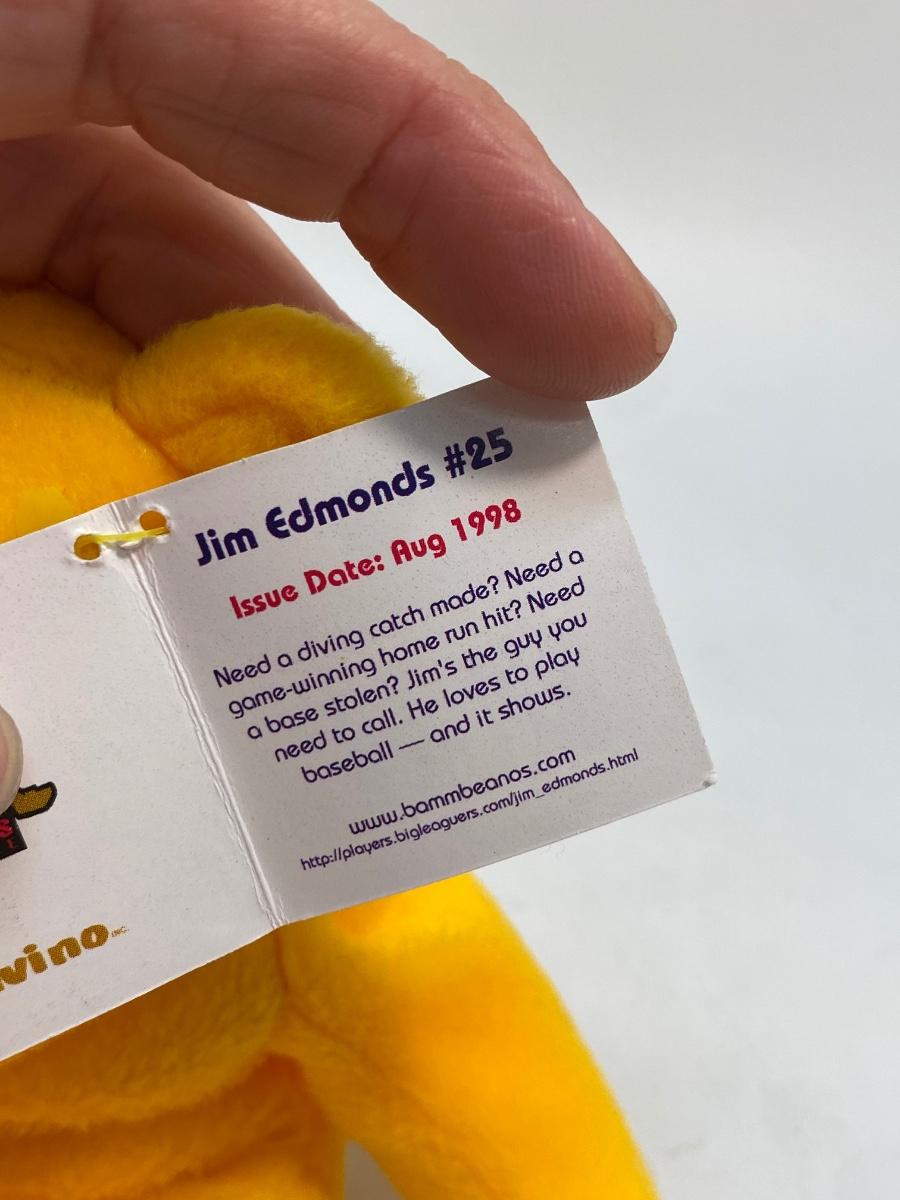 Jim Edmonds #25
Issue Date: Aug 1998
Need a diving catch made? Need a
game-winning home run hit? Need
a base stolen? Jim's the guy you
need to call. He loves to play
baseball — and it shows.
www.bammbeanos.com
http://players.bigleaguers.com/jim_edmonds.html
vino INC.